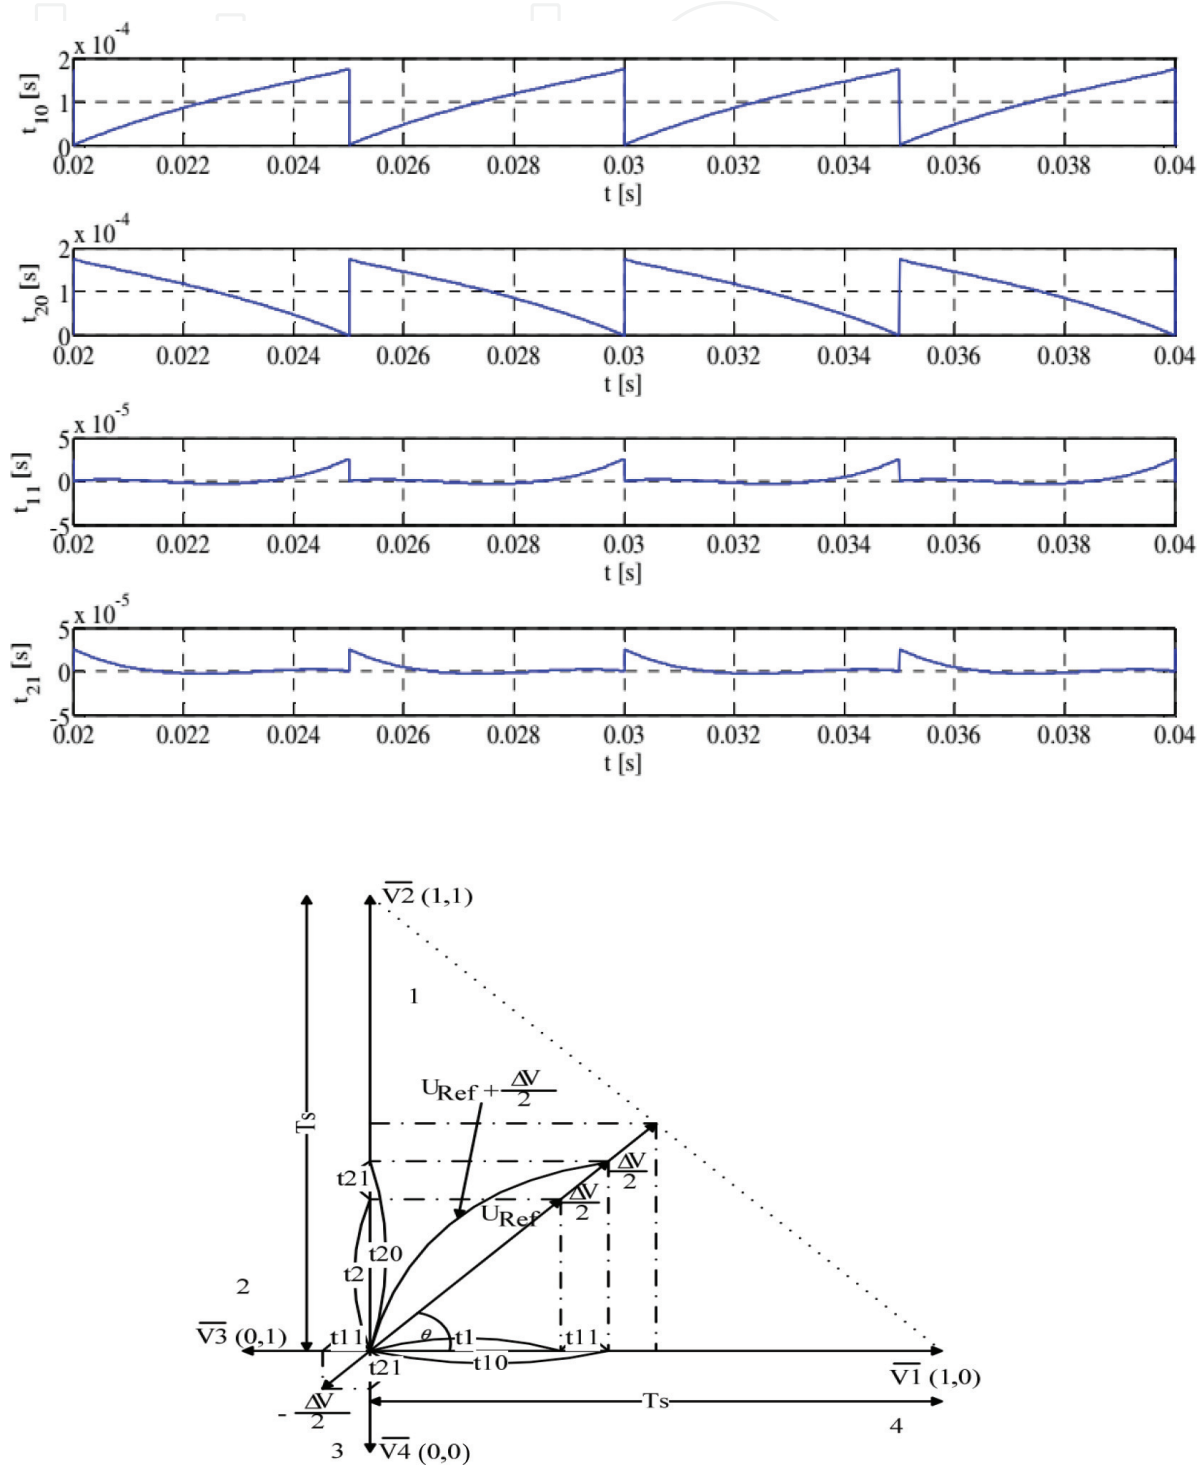 x 10-4
2
1
0
t10 [s]
0.02 0.022 0.024 0.026 0.028 0.03 0.032 0.034 0.036 0.038 0.04
t [s]
x 10-4
2
1
0
t20 [s]
0.02 0.022 0.024 0.026 0.028 0.03 0.032 0.034 0.036 0.038 0.04
t [s]
x 10-5
5
0
-5
t11 [s]
0.02 0.022 0.024 0.026 0.028 0.03 0.032 0.034 0.036 0.038 0.04
t [s]
x 10-5
5
0
-5
t21 [s]
0.02 0.022 0.024 0.026 0.028 0.03 0.032 0.034 0.036 0.038 0.04
t [s]
V2 (1,1)
1
URef + ΔV/2
Ts
t21
ΔV/2
ΔV/2
URef
t20
t2
2
V3 (0,1)
t11
θ
t1
t11
t21
t10
V1 (1,0)
- ΔV/2
Ts
4
3
V4 (0,0)